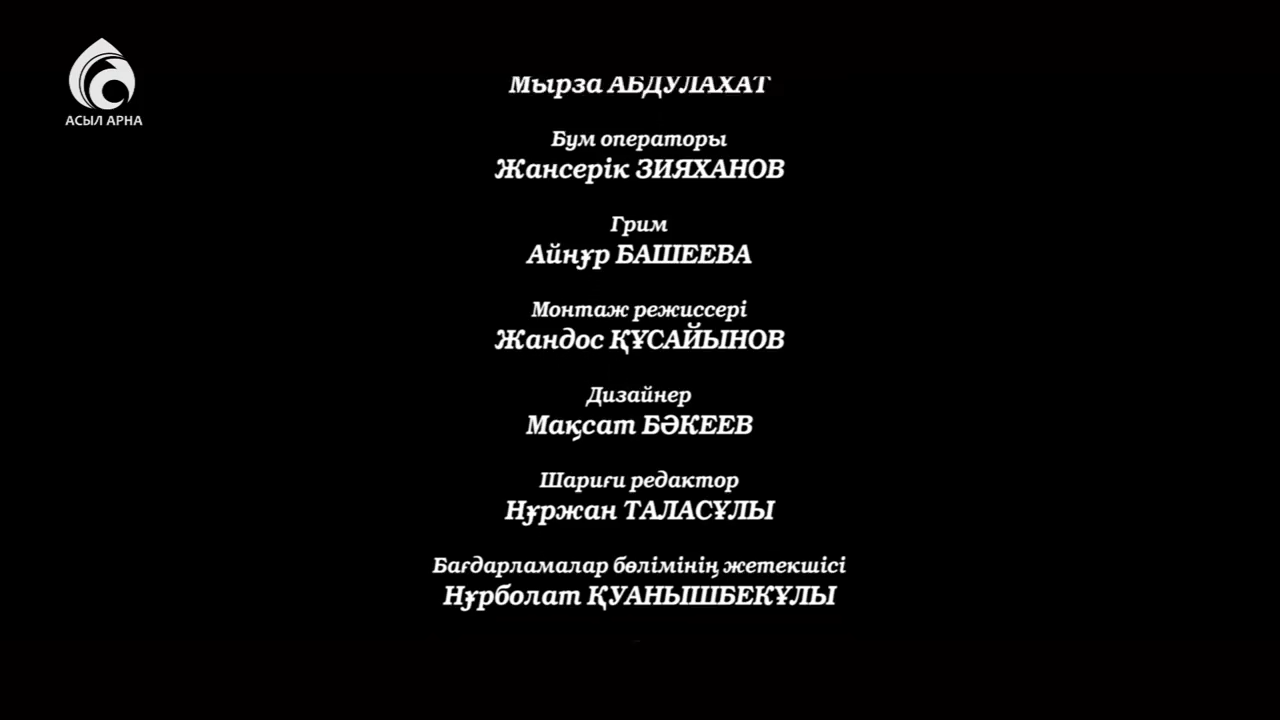 АСЫЛ АРНА
Мырза АБДУЛАХАТ
Бум операторы
Жансерік ЗИЯХАНОВ
Грим
Айнұр БАШЕЕВА
Монтаж режиссері
Жандос ҚҰСАЙЫНОВ
Дизайнер
Мақсат БӘКЕЕВ
Шариғи редактор
Нұржан ТАЛАСҰЛЫ
Бағдарламалар бөлімінің жетекшісі
Нұрболат ҚУАНЫШБЕКҰЛЫ